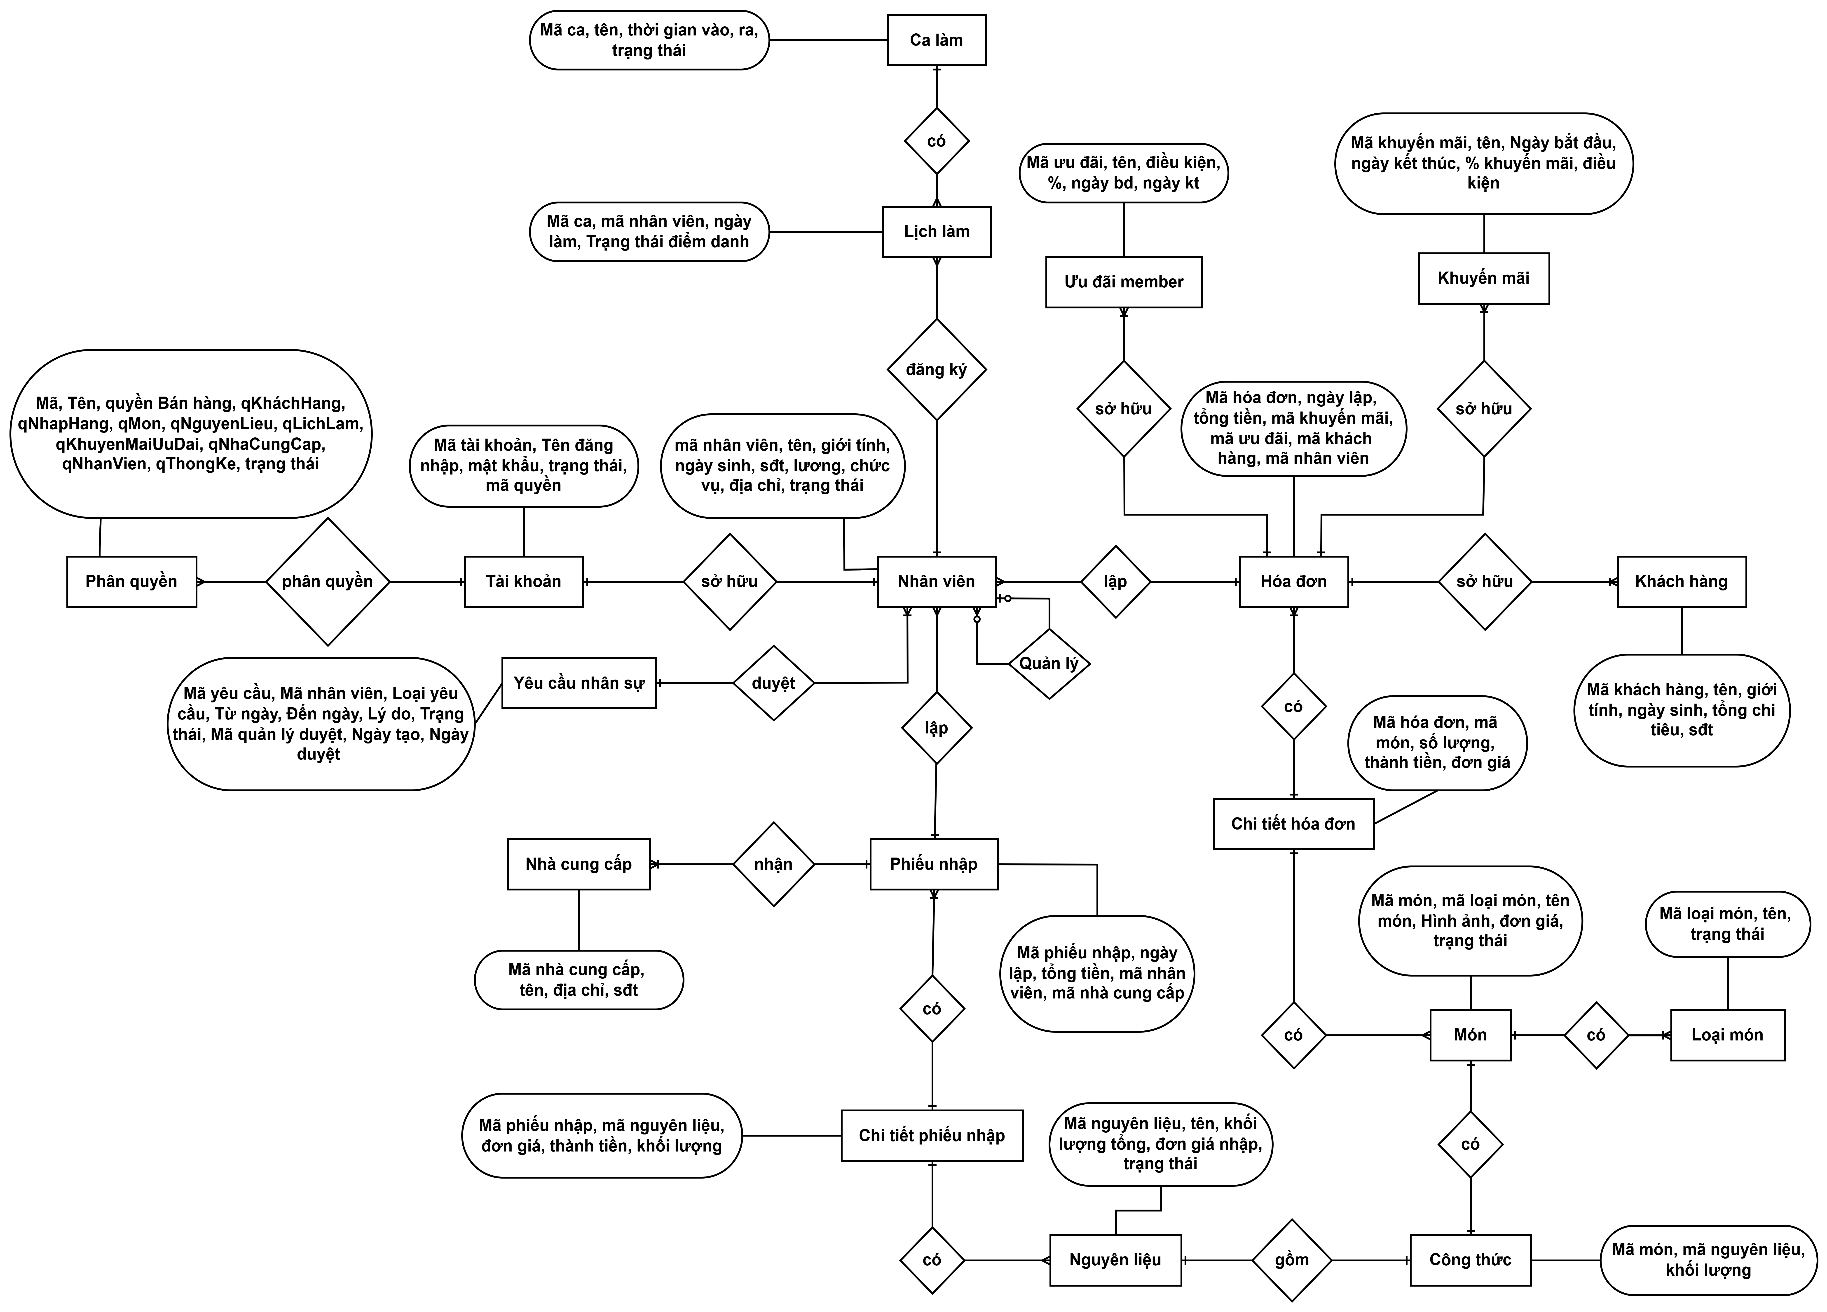 Mã ca, tên, thời gian vào, ra,
trạng thái
Ca làm
có
Mã ưu đãi, tên, điều kiện,
%, ngày bd, ngày kt
Mã khuyến mãi, tên, Ngày bắt đầu,
ngày kết thúc, % khuyến mãi, điều
kiện
Mã ca, mã nhân viên, ngày
làm, Trạng thái điểm danh
Lịch làm
Ưu đãi member
Khuyến mãi
đăng ký
sở hữu
sở hữu
Mã, Tên, quyền Bán hàng, qKháchHang,
qNhapHang, qMon, qNguyenLieu, qLichLam,
qKhuyenMaiUuDai, qNhaCungCap,
qNhanVien, qThongKe, trạng thái
Mã tài khoản, Tên đăng
nhập, mật khẩu, trạng thái,
mã quyền
mã nhân viên, tên, giới tính,
ngày sinh, sđt, lương, chức
vụ, địa chỉ, trạng thái
Mã hóa đơn, ngày lập,
tổng tiền, mã khuyến mãi,
mã ưu đãi, mã khách
hàng, mã nhân viên
Phân quyền
phân quyền
Tài khoản
sở hữu
Nhân viên
lập
Hóa đơn
sở hữu
Khách hàng
Quản lý
Mã yêu cầu, Mã nhân viên, Loại yêu
cầu, Từ ngày, Đến ngày, Lý do, Trạng
thái, Mã quản lý duyệt, Ngày tạo, Ngày
duyệt
Yêu cầu nhân sự
duyệt
lập
có
Mã khách hàng, tên, giới
tính, ngày sinh, tổng chi
tiêu, sđt
Mã hóa đơn, mã
món, số lượng,
thành tiền, đơn giá
Chi tiết hóa đơn
Nhà cung cấp
nhận
Phiếu nhập
Mã món, mã loại món, tên
món, Hình ảnh, đơn giá,
trạng thái
Mã loại món, tên,
trạng thái
Mã nhà cung cấp,
tên, địa chỉ, sđt
Mã phiếu nhập, ngày
lập, tổng tiền, mã nhân
viên, mã nhà cung cấp
có
có
Món
có
Loại món
Mã phiếu nhập, mã nguyên liệu,
đơn giá, thành tiền, khối lượng
Chi tiết phiếu nhập
Mã nguyên liệu, tên, khối
lượng tổng, đơn giá nhập,
trạng thái
có
có
Nguyên liệu
gồm
Công thức
Mã món, mã nguyên liệu,
khối lượng